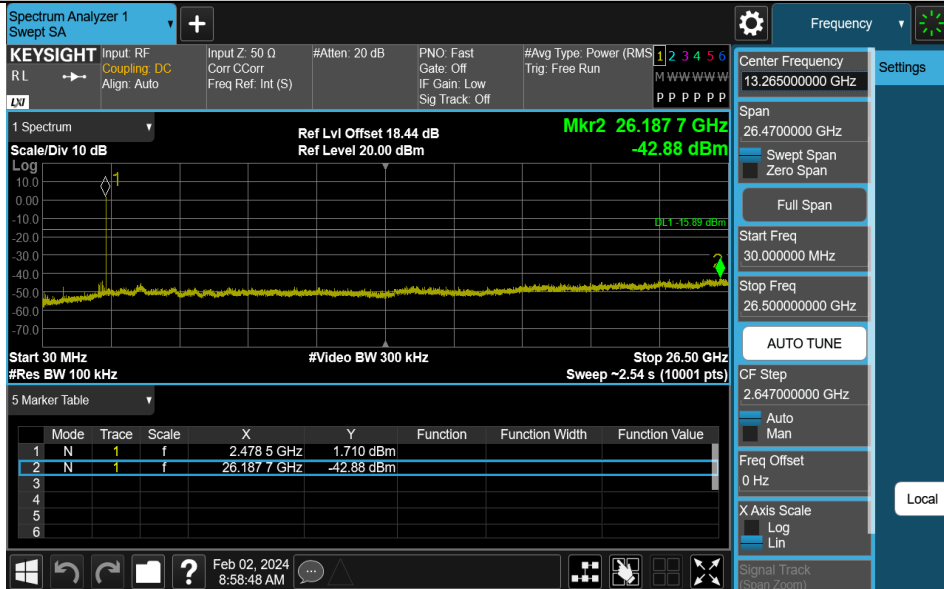 Spectrum Analyzer 1
Swept SA
+
Frequency
KEYSIGHT
RL
LXI
Input: RF
Coupling: DC
Align: Auto
Input Z: 50 Ω
Corr CCorr
Freq Ref: Int (S)
#Atten: 20 dB
PNO: Fast
Gate: Off
IF Gain: Low
Sig Track: Off
#Avg Type: Power (RMS
Trig: Free Run
1 2 3 4 5 6
M W W W W W
P P P P P P
1 Spectrum
Scale/Div 10 dB
Ref Lvl Offset 18.44 dB
Ref Level 20.00 dBm
Mkr2 26.187 7 GHz
-42.88 dBm
Log
10.0
0.00
-10.0
-20.0
-30.0
-40.0
-50.0
-60.0
-70.0
1
2
DL1 -15.89 dBm
Start 30 MHz
#Res BW 100 kHz
#Video BW 300 kHz
Stop 26.50 GHz
Sweep ~2.54 s (10001 pts)
5 Marker Table
Mode Trace Scale X Y Function Function Width Function Value
1 N 1 f 2.478 5 GHz 1.710 dBm
2 N 1 f 26.187 7 GHz -42.88 dBm
3
4
5
6
?
Feb 02, 2024
8:58:48 AM
Center Frequency
13.265000000 GHz
Span
26.4700000 GHz
Swept Span
Zero Span
Full Span
Start Freq
30.000000 MHz
Stop Freq
26.500000000 GHz
AUTO TUNE
CF Step
2.647000000 GHz
Auto
Man
Freq Offset
0 Hz
X Axis Scale
Log
Lin
Signal Track
(Span Zoom)
Settings
Local